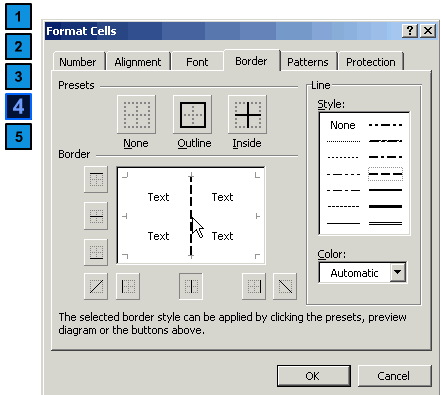 1
2
3
4
5
Format Cells
Number Alignment Font Border Patterns Protection
Presets
None Outline Inside
Border
Text Text
Text Text
Line
Style:
None
Color:
Automatic
The selected border style can be applied by clicking the presets, preview
diagram or the buttons above.
OK Cancel